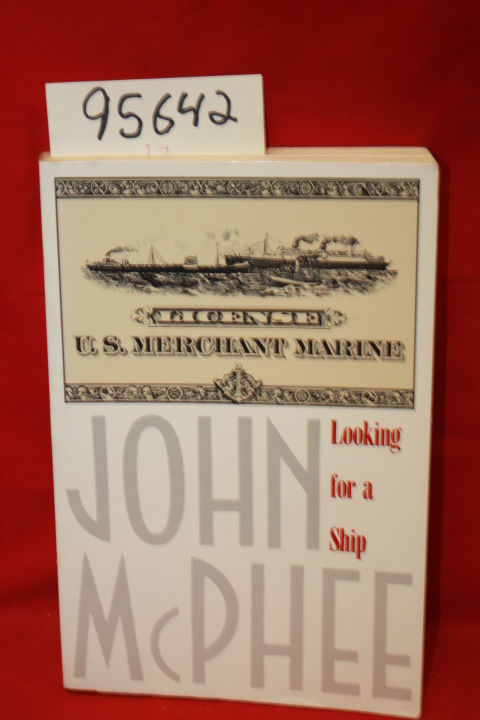 95642
LICENSE
U. S. MERCHANT MARINE
JOHN
McPHEE
Looking
for a
Ship